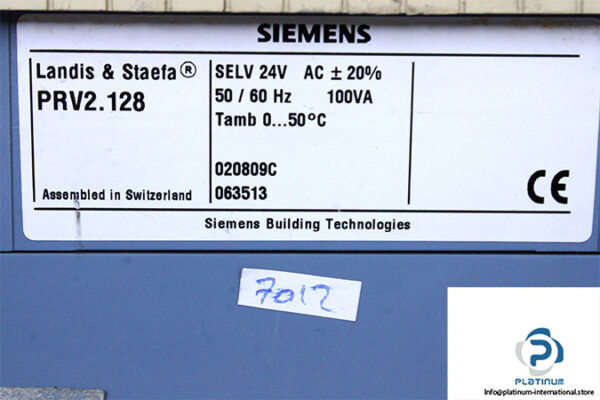 SIEMENS
Landis & Staefa®
PRV2.128
Assembled in Switzerland
SELV 24V AC ± 20%
50 / 60 Hz 100VA
Tamb 0...50°C
020809C
063513
CE
Siemens Building Technologies
7012
PLATINUM
Info@platinum-international.store